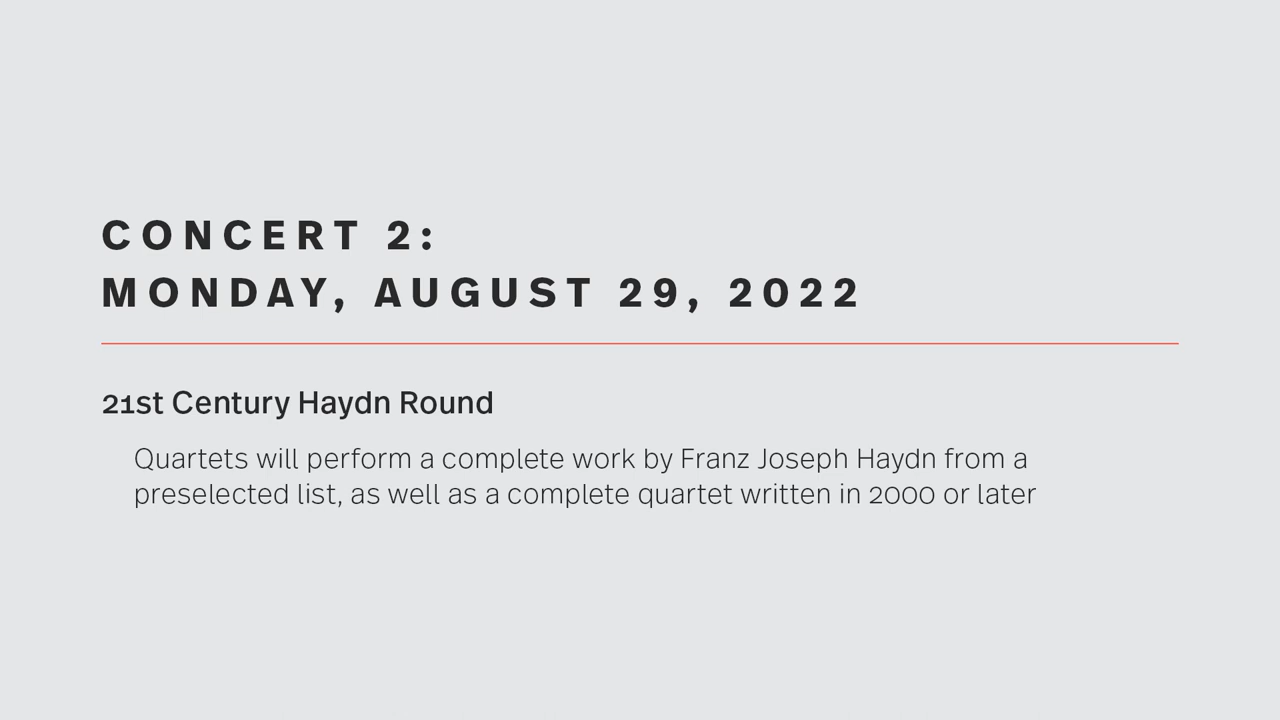 CONCERT 2:
MONDAY, AUGUST 29, 2022
21st Century Haydn Round
Quartets will perform a complete work by Franz Joseph Haydn from a
preselected list, as well as a complete quartet written in 2000 or later